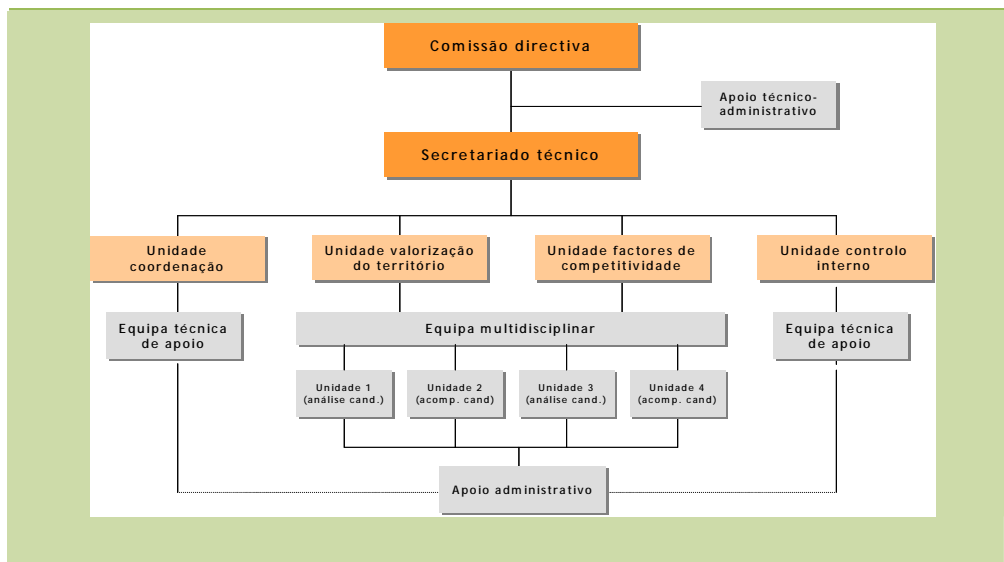 Comissão directiva
Apoio técnico-
administrativo
Secretariado técnico
Unidade
coordenação
Unidade valorização
do território
Unidade factores de
competitividade
Unidade controlo
interno
Equipa técnica
de apoio
Equipa multidisciplinar
Equipa técnica
de apoio
Unidade 1
(análise cand.)
Unidade 2
(acomp. cand)
Unidade 3
(análise cand.)
Unidade 4
(acomp. cand)
Apoio administrativo